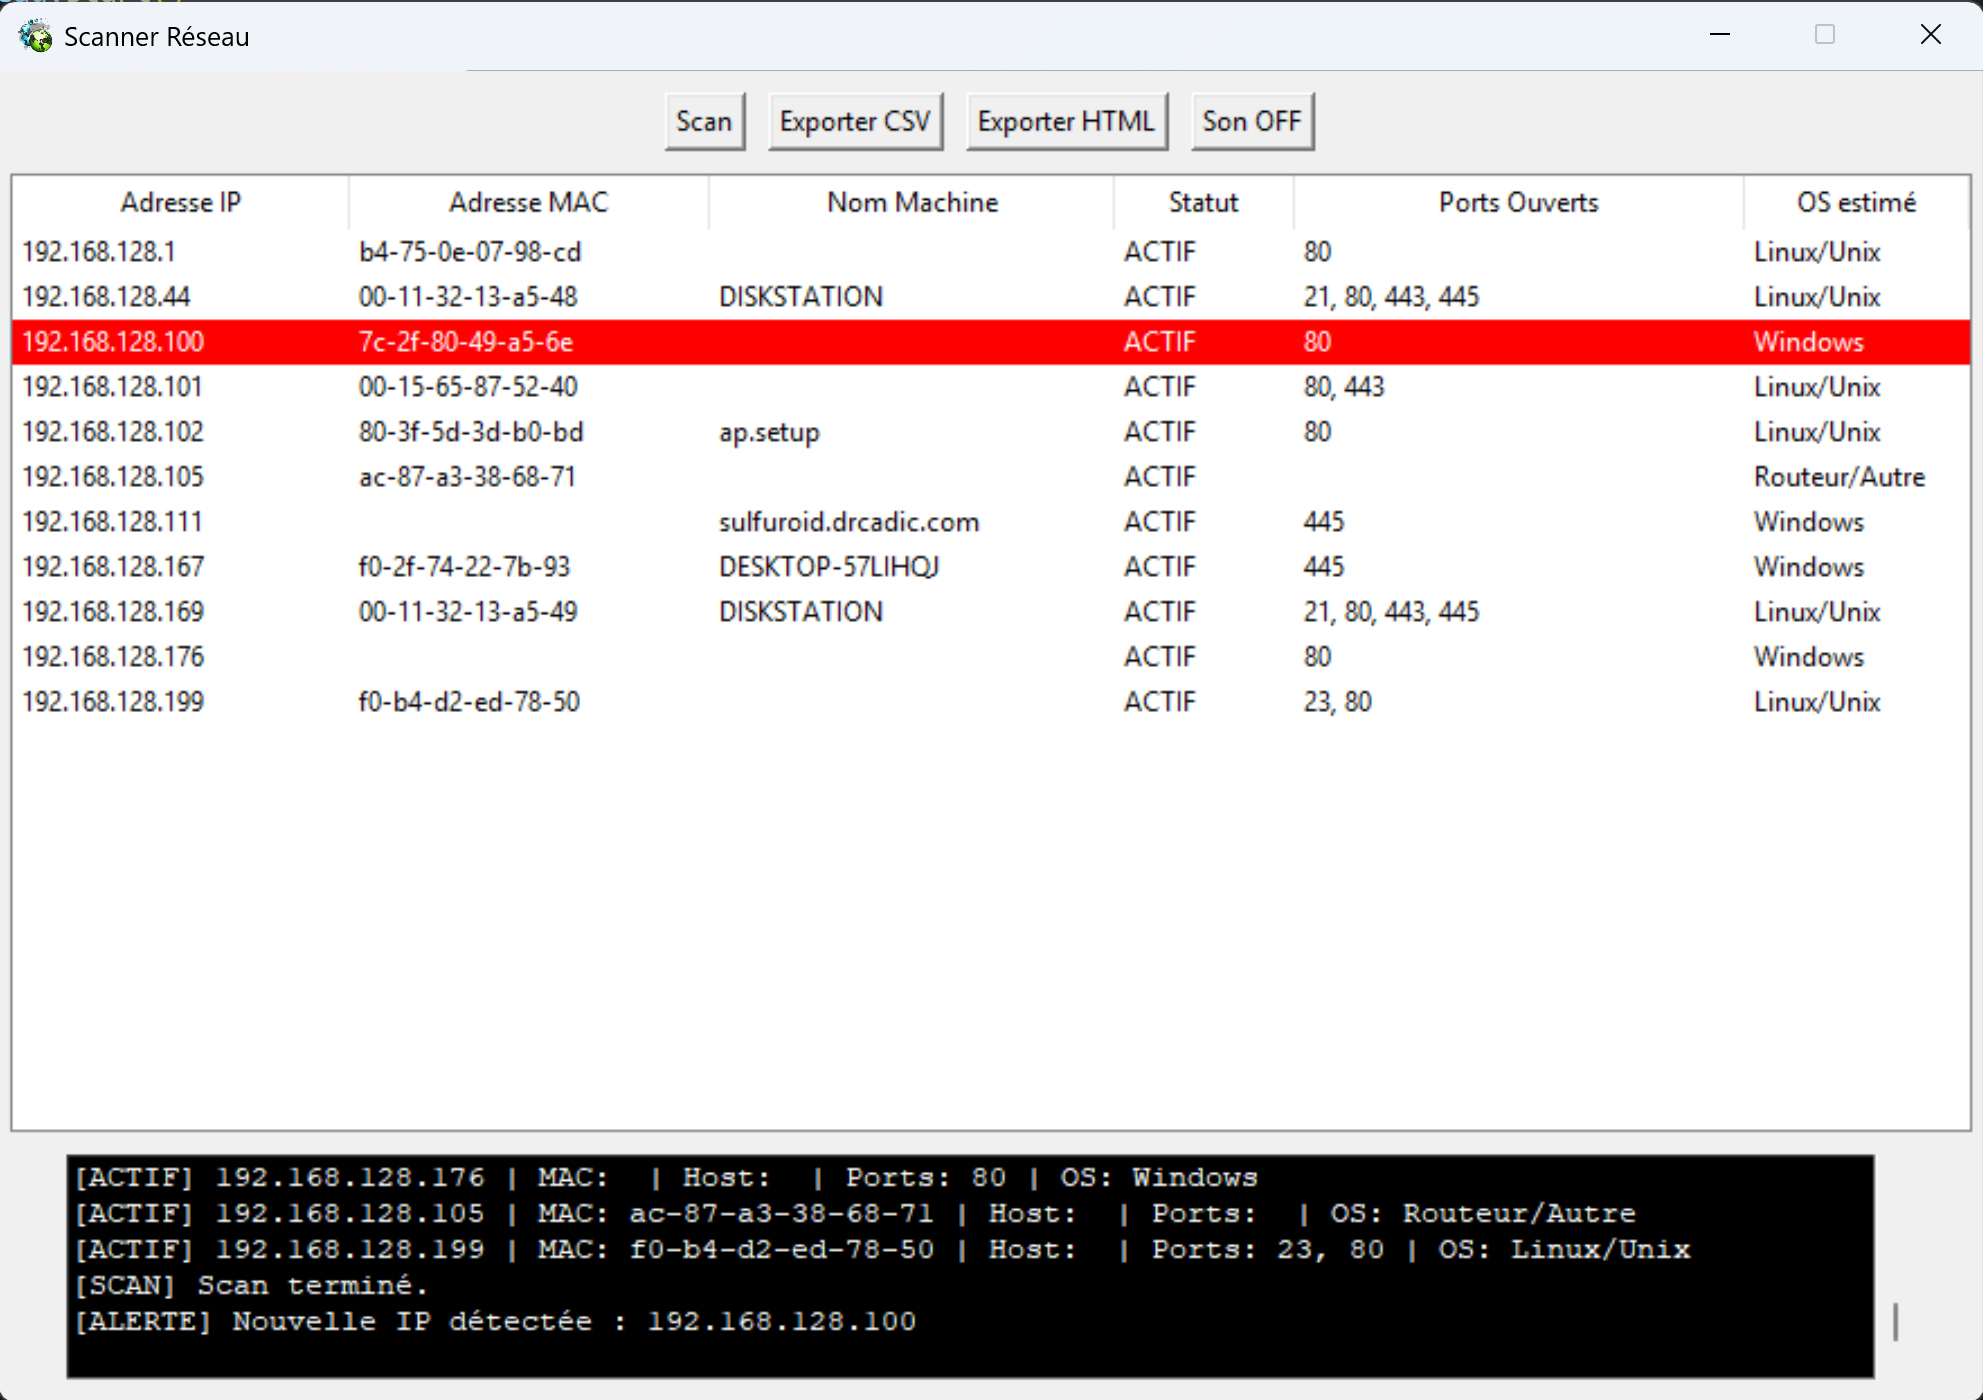 Scanner Réseau
Scan Exporter CSV Exporter HTML Son OFF
Adresse IP Adresse MAC Nom Machine Statut Ports Ouverts OS estimé
192.168.128.1 b4-75-0e-07-98-cd ACTIF 80 Linux/Unix
192.168.128.44 00-11-32-13-a5-48 DISKSTATION ACTIF 21, 80, 443, 445 Linux/Unix
192.168.128.100 7c-2f-80-49-a5-6e ACTIF 80 Windows
192.168.128.101 00-15-65-87-52-40 ACTIF 80, 443 Linux/Unix
192.168.128.102 80-3f-5d-3d-b0-bd ap.setup ACTIF 80 Linux/Unix
192.168.128.105 ac-87-a3-38-68-71 ACTIF Routeur/Autre
192.168.128.111 sulfuroid.drcadic.com ACTIF 445 Windows
192.168.128.167 f0-2f-74-22-7b-93 DESKTOP-57LIHQJ ACTIF 445 Windows
192.168.128.169 00-11-32-13-a5-49 DISKSTATION ACTIF 21, 80, 443, 445 Linux/Unix
192.168.128.176 ACTIF 80 Windows
192.168.128.199 f0-b4-d2-ed-78-50 ACTIF 23, 80 Linux/Unix
[ACTIF] 192.168.128.176 | MAC:  | Host:  | Ports: 80 | OS: Windows
[ACTIF] 192.168.128.105 | MAC: ac-87-a3-38-68-71 | Host:  | Ports:  | OS: Routeur/Autre
[ACTIF] 192.168.128.199 | MAC: f0-b4-d2-ed-78-50 | Host:  | Ports: 23, 80 | OS: Linux/Unix
[SCAN] Scan terminé.
[ALERTE] Nouvelle IP détectée : 192.168.128.100